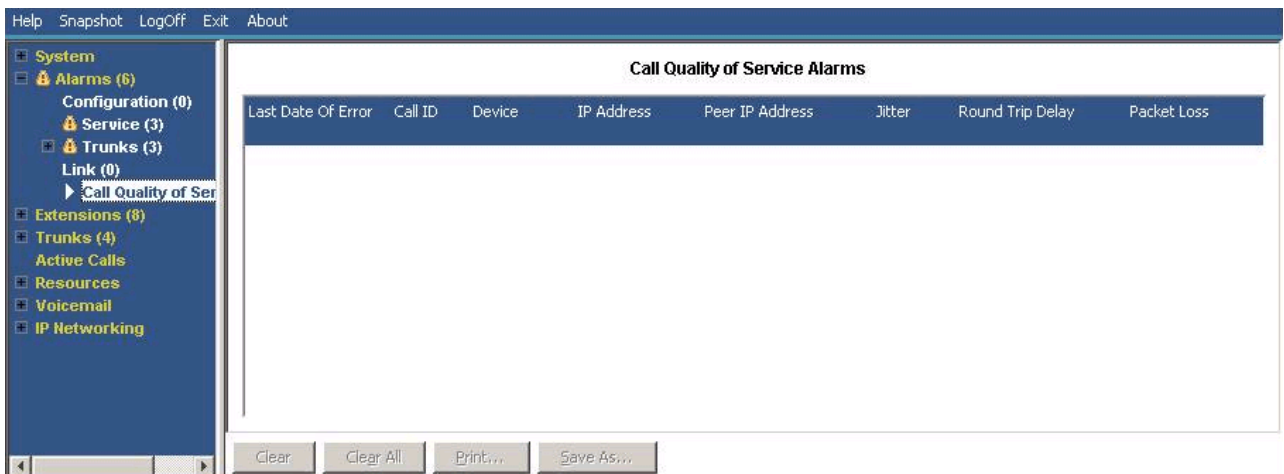 Help Snapshot LogOff Exit About
System
Alarms (6)
Configuration (0)
Service (3)
Trunks (3)
Link (0)
Call Quality of Ser
Extensions (8)
Trunks (4)
Active Calls
Resources
Voicemail
IP Networking
Call Quality of Service Alarms
Last Date Of Error Call ID Device IP Address Peer IP Address Jitter Round Trip Delay Packet Loss
Clear Clear All Print... Save As...